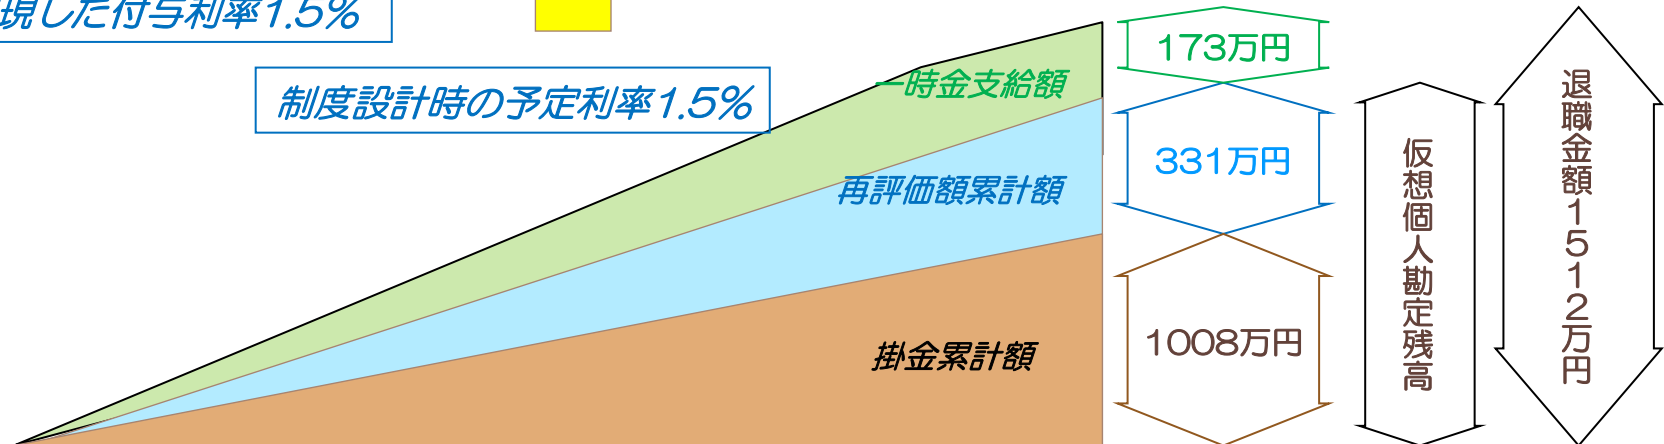 現した付与利率1.5%
制度設計時の予定利率1.5%
一時金支給額
173万円
再評価額累計額
331万円
掛金累計額
1008万円
仮想個人勘定残高
退職金額1512万円